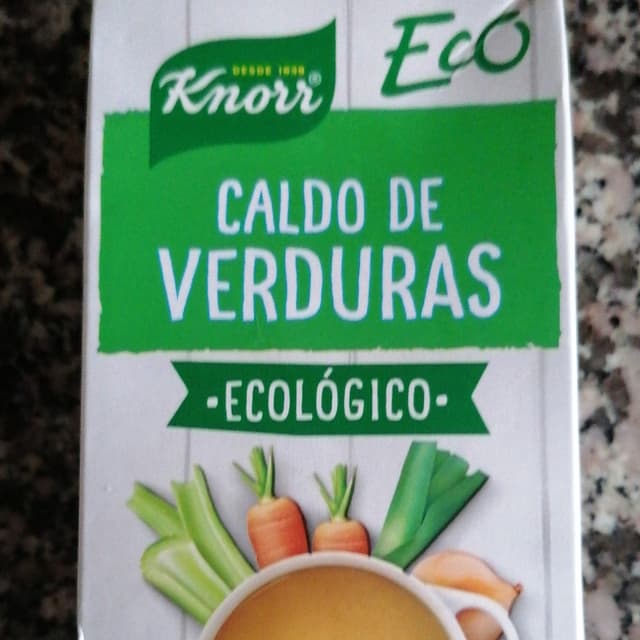 Eco
DESDE 1838
Knorr®
CALDO DE
VERDURAS
-ECOLÓGICO-